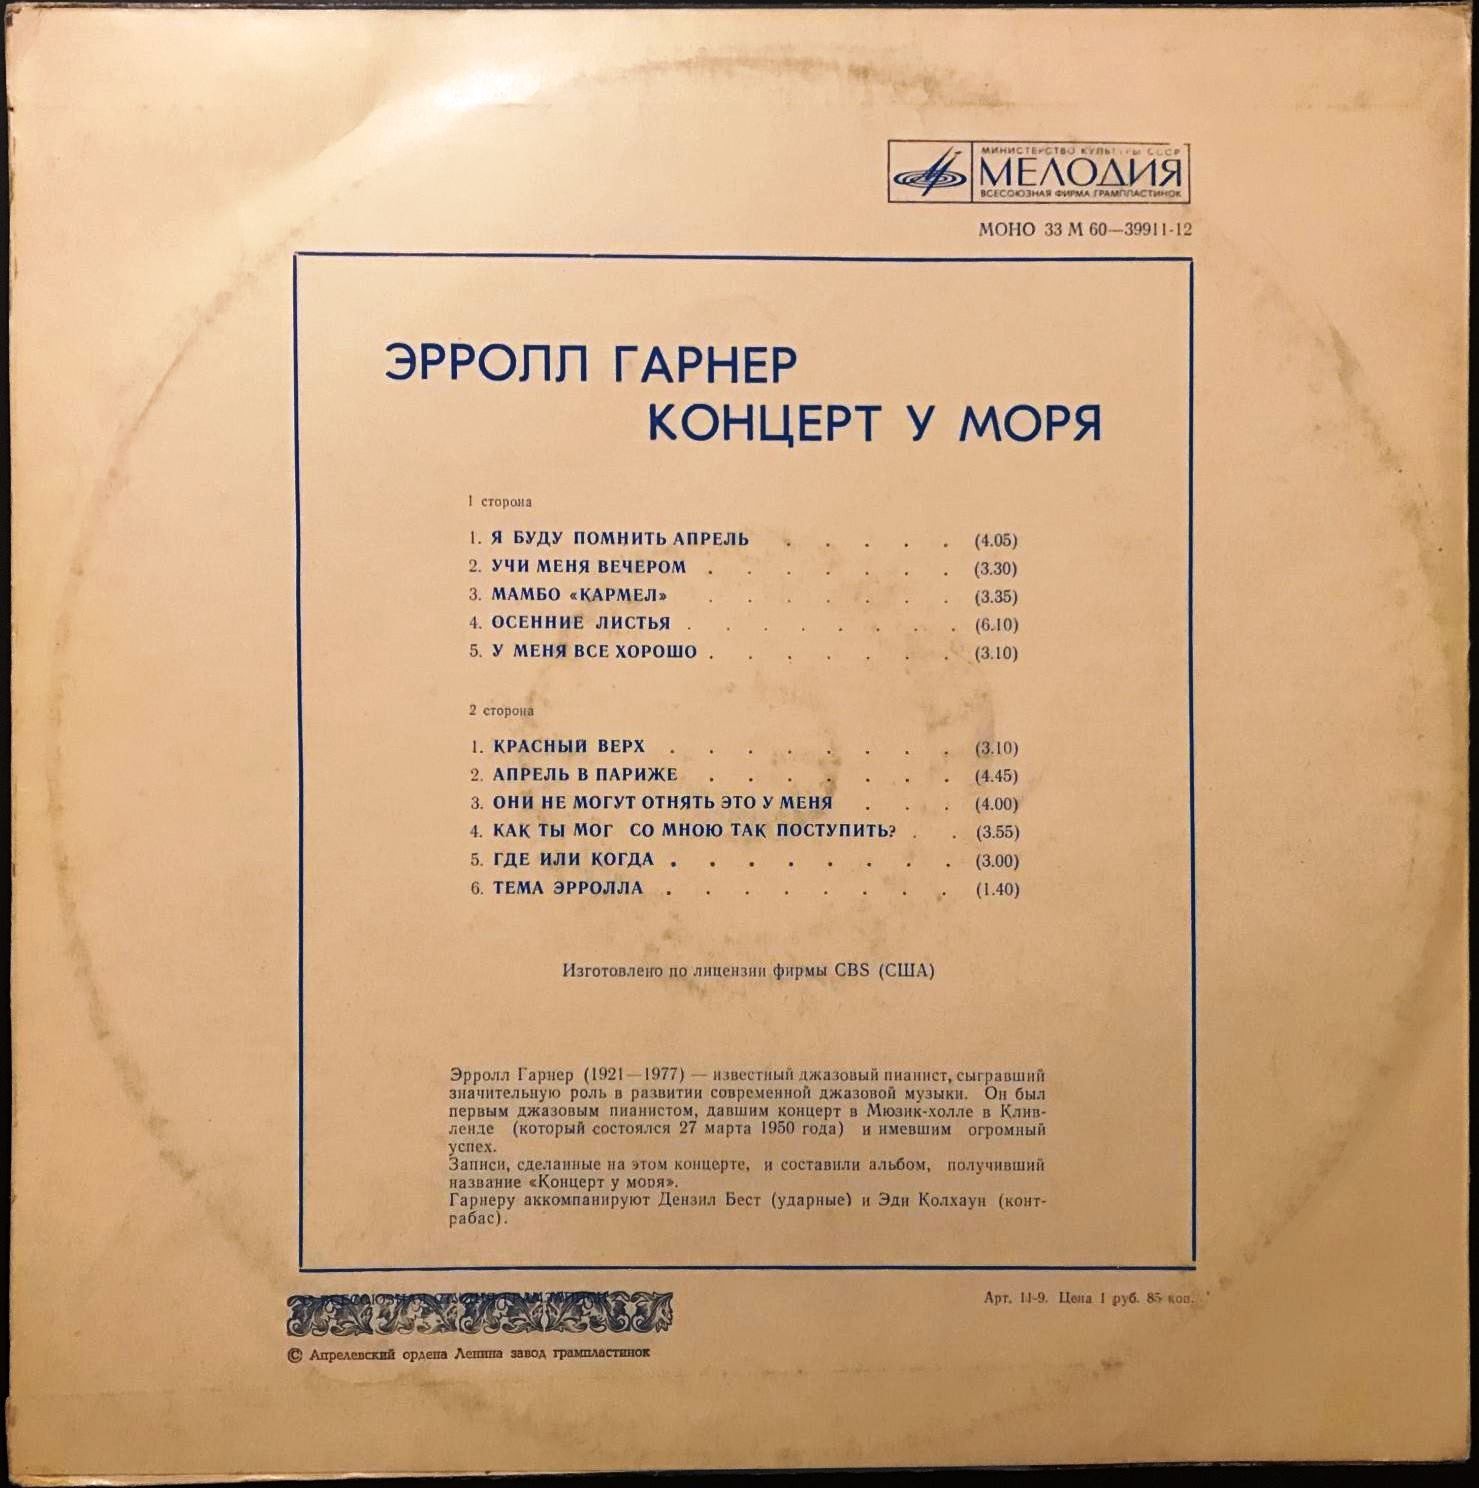 МИНИСТЕРСТВО КУЛЬТУРЫ СССР
МЕЛОДИЯ
ВСЕСОЮЗНАЯ ФИРМА ГРАМПЛАСТИНОК
МОНО 33 М 60—39911-12
ЭРРОЛЛ ГАРНЕР
КОНЦЕРТ У МОРЯ
1 сторона
1. Я БУДУ ПОМНИТЬ АПРЕЛЬ . . . . . (4.05)
2. УЧИ МЕНЯ ВЕЧЕРОМ . . . . . . . (3.30)
3. МАМБО «КАРМЕЛ» . . . . . . . (3.35)
4. ОСЕННИЕ ЛИСТЬЯ . . . . . . . . (6.10)
5. У МЕНЯ ВСЕ ХОРОШО . . . . . . . (3.10)
2 сторона
1. КРАСНЫЙ ВЕРХ . . . . . . . . (3.10)
2. АПРЕЛЬ В ПАРИЖЕ . . . . . . . (4.45)
3. ОНИ НЕ МОГУТ ОТНЯТЬ ЭТО У МЕНЯ . . . (4.00)
4. КАК ТЫ МОГ СО МНОЮ ТАК ПОСТУПИТЬ? . . (3.55)
5. ГДЕ ИЛИ КОГДА . . . . . . . . (3.00)
6. ТЕМА ЭРРОЛЛА . . . . . . . . (1.40)
Изготовлено по лицензии фирмы CBS (США)
Эрролл Гарнер (1921—1977) — известный джазовый пианист, сыгравший
значительную роль в развитии современной джазовой музыки. Он был
первым джазовым пианистом, давшим концерт в Мюзик-холле в Клив-
ленде (который состоялся 27 марта 1950 года) и имевшим огромный
успех.
Записи, сделанные на этом концерте, и составили альбом, получивший
название «Концерт у моря».
Гарнеру аккомпанируют Дензил Бест (ударные) и Эди Колхаун (конт-
рабас).
Арт. 11-9. Цена 1 руб. 85 коп.
© Апрелевский ордена Ленина завод грампластинок